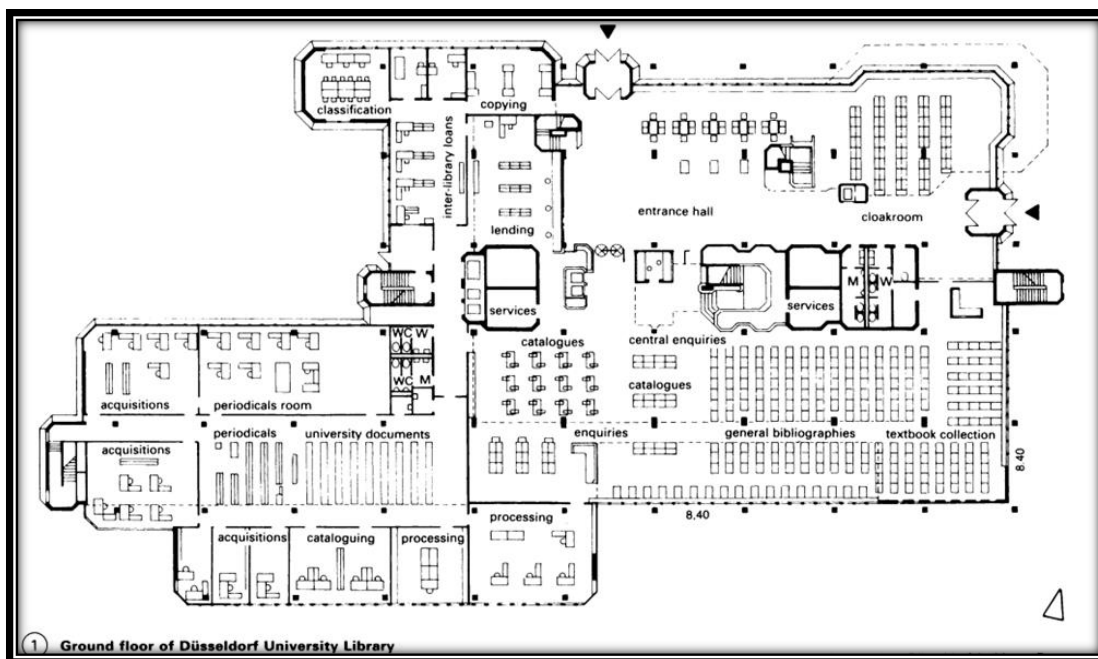 classification
copying
inter-library loans
lending
entrance hall
cloakroom
services
services
M
W
WC
W
WC
M
catalogues
central enquiries
catalogues
acquisitions
periodicals room
acquisitions
periodicals
university documents
enquiries
general bibliographies
textbook collection
8.40
8,40
processing
acquisitions
cataloguing
processing
1 Ground floor of Düsseldorf University Library